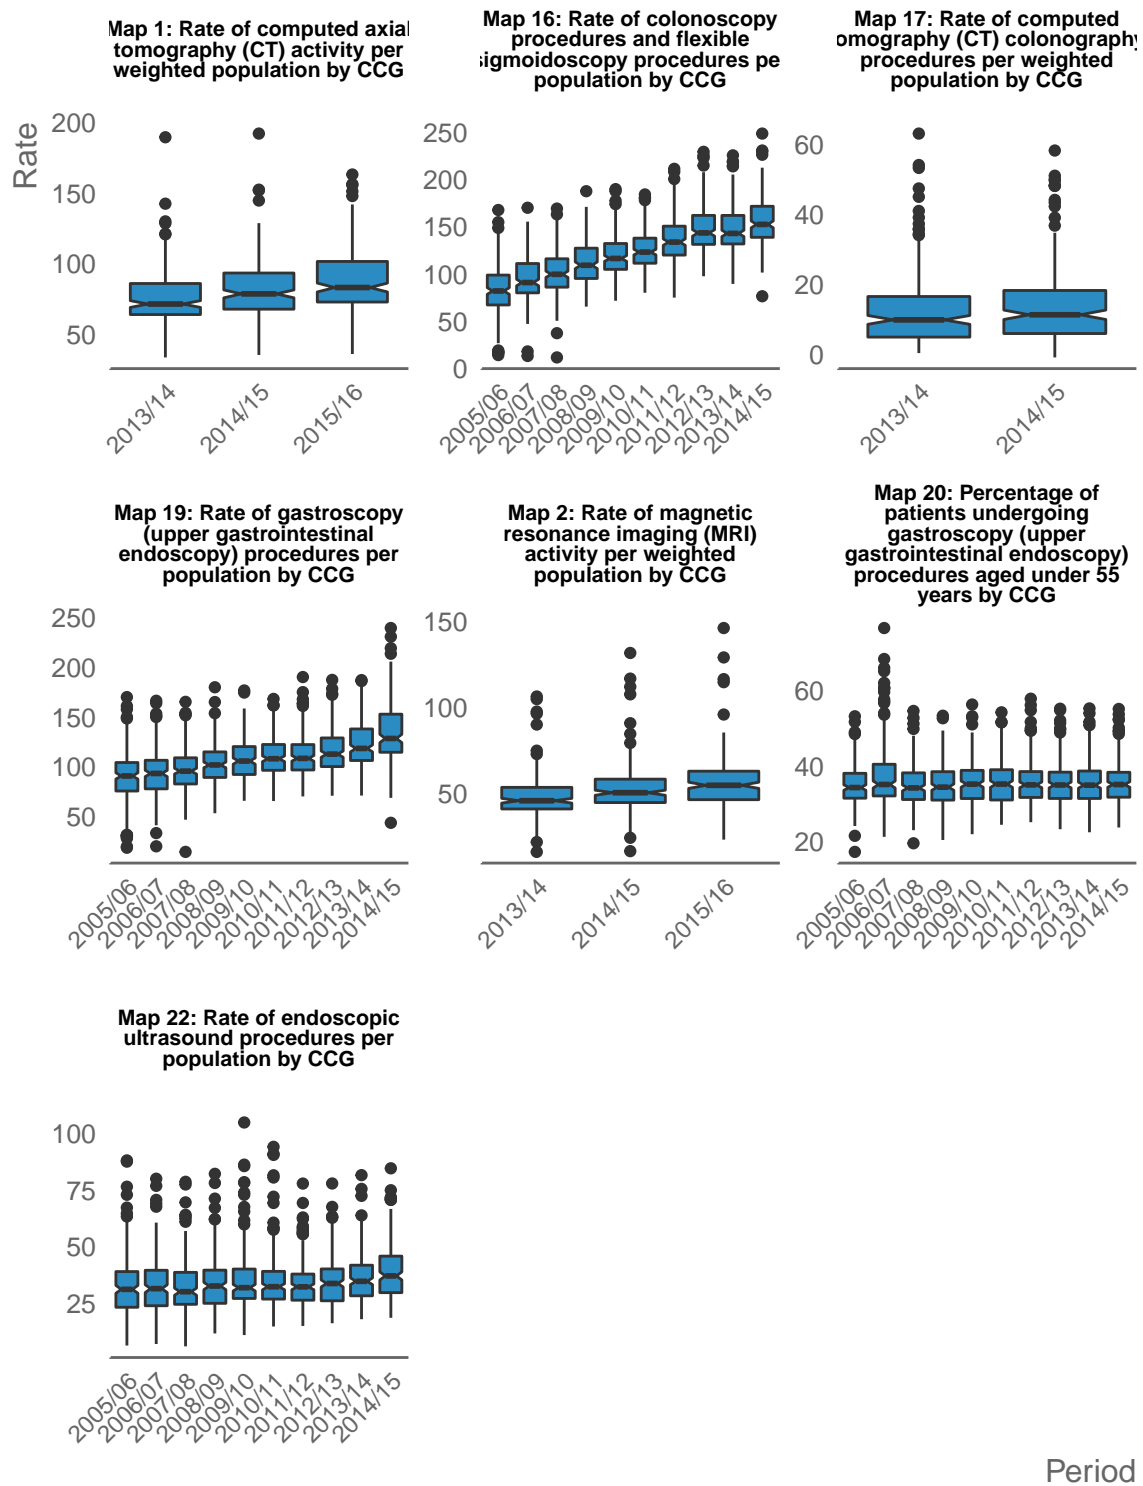 Map 1: Rate of computed axial
tomography (CT) activity per
weighted population by CCG
Map 16: Rate of colonoscopy
procedures and flexible
sigmoidoscopy procedures pe
population by CCG
Map 17: Rate of computed
omography (CT) colonography
procedures per weighted
population by CCG
Rate
200
150
100
50
2013/14
2014/15
2015/16
250
200
150
100
50
0
2005/06
2006/07
2007/08
2008/09
2009/10
2010/11
2011/12
2012/13
2013/14
2014/15
60
40
20
0
2013/14
2014/15
Map 19: Rate of gastroscopy
(upper gastrointestinal
endoscopy) procedures per
population by CCG
Map 2: Rate of magnetic
resonance imaging (MRI)
activity per weighted
population by CCG
Map 20: Percentage of
patients undergoing
gastroscopy (upper
gastrointestinal endoscopy)
procedures aged under 55
years by CCG
250
200
150
100
50
2005/06
2006/07
2007/08
2008/09
2009/10
2010/11
2011/12
2012/13
2013/14
2014/15
150
100
50
2013/14
2014/15
2015/16
60
40
20
2005/06
2006/07
2007/08
2008/09
2009/10
2010/11
2011/12
2012/13
2013/14
2014/15
Map 22: Rate of endoscopic
ultrasound procedures per
population by CCG
100
75
50
25
2005/06
2006/07
2007/08
2008/09
2009/10
2010/11
2011/12
2012/13
2013/14
2014/15
Period